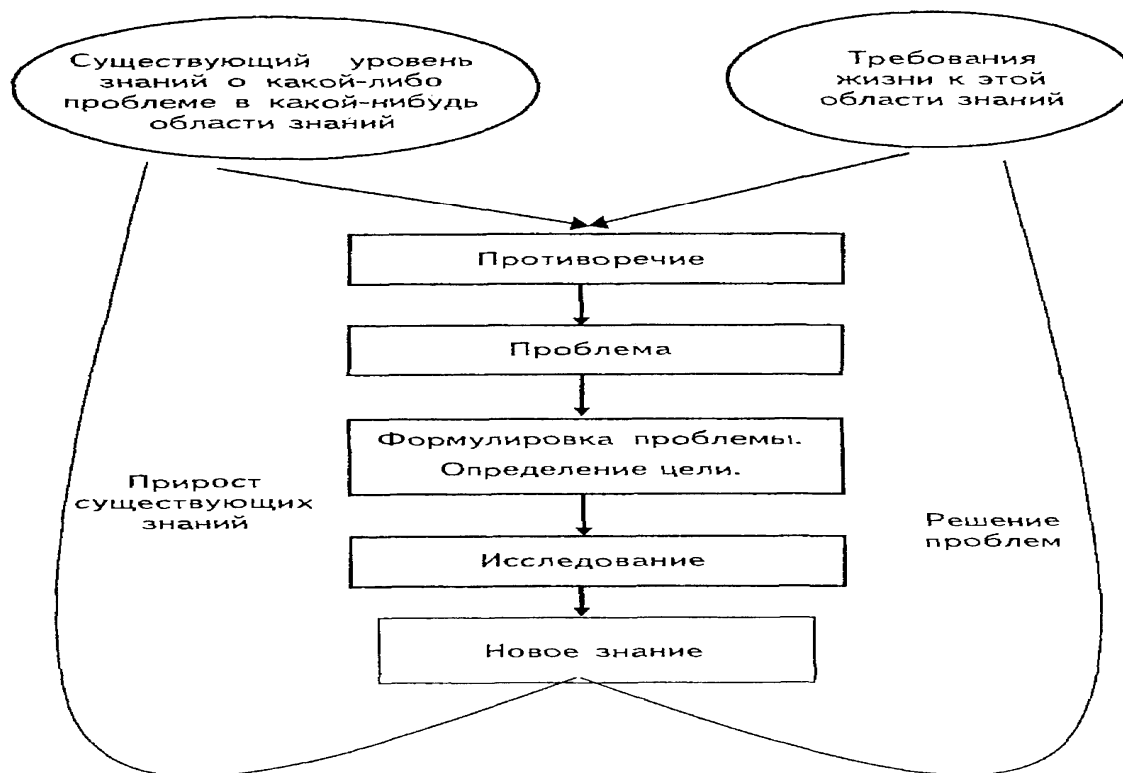 Существующий уровень
знаний о какой-либо
проблеме в какой-нибудь
области знаний
Требования
жизни к этой
области знаний
Противоречие
Проблема
Формулировка проблемы.
Определение цели.
Прирост
существующих
знаний
Решение
проблем
Исследование
Новое знание